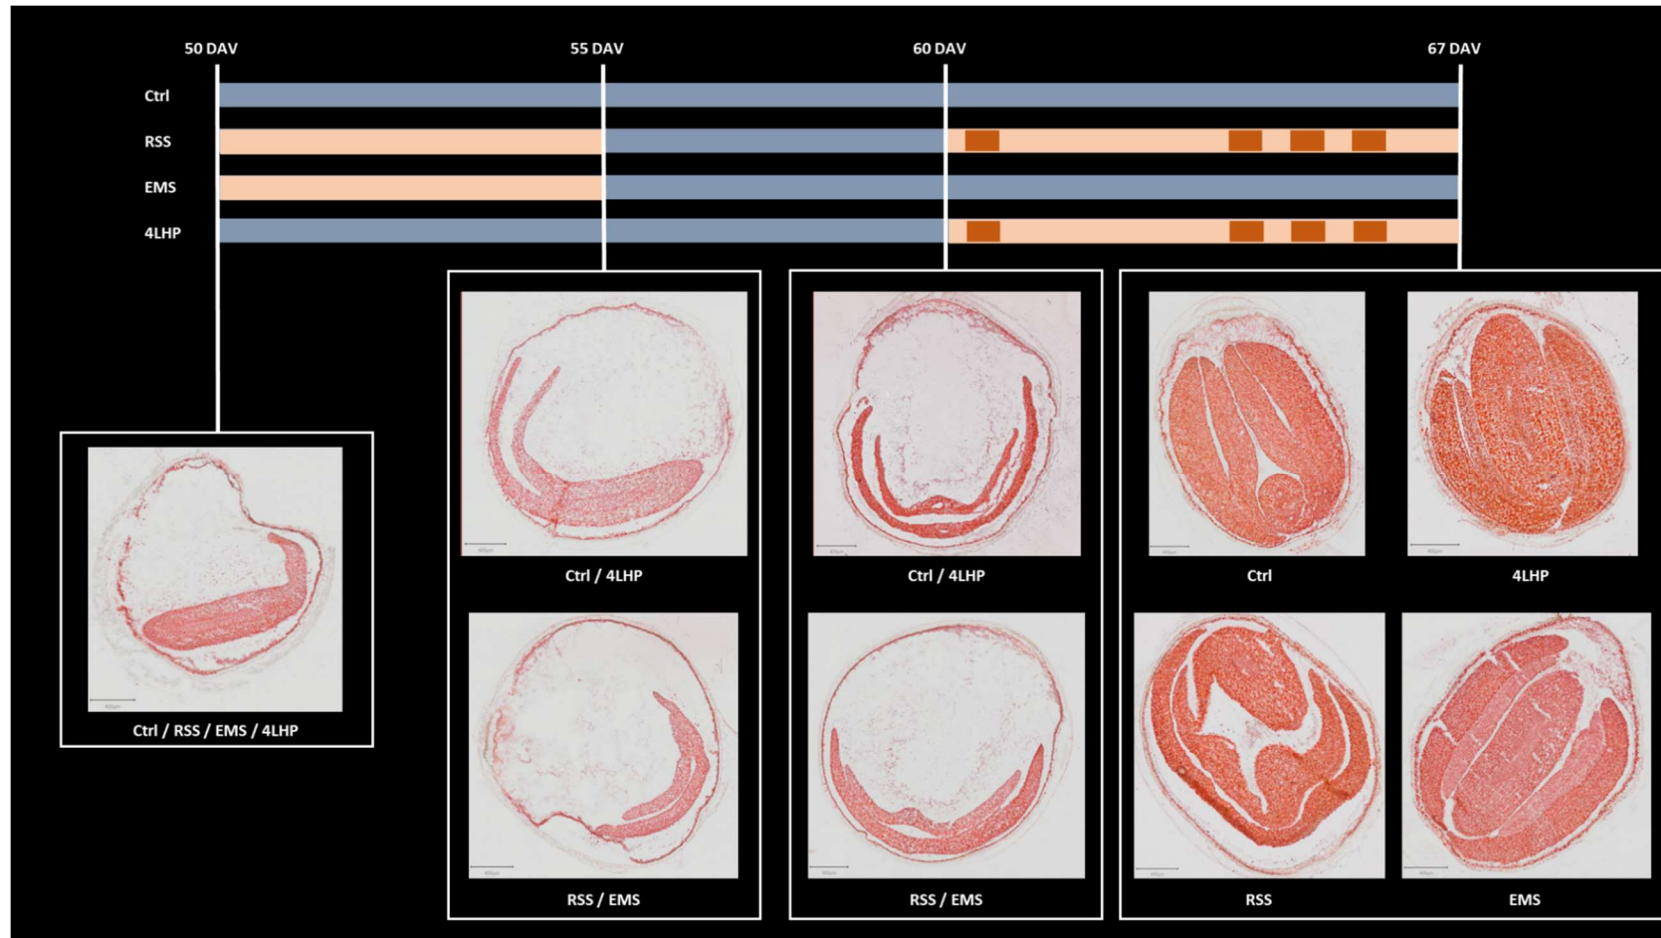 50 DAV
55 DAV
60 DAV
67 DAV
Ctrl
RSS
EMS
4LHP
Ctrl / RSS / EMS / 4LHP
Ctrl / 4LHP
Ctrl / 4LHP
Ctrl
4LHP
RSS / EMS
RSS / EMS
RSS
EMS